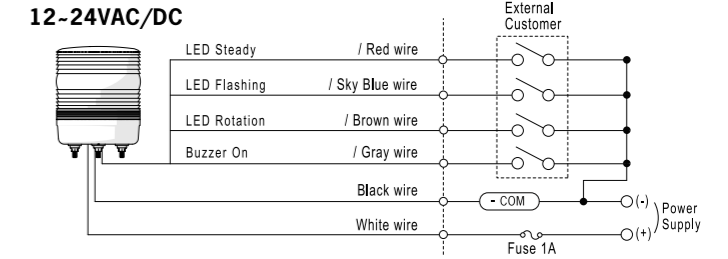 12~24VAC/DC
External
Customer
LED Steady / Red wire
LED Flashing / Sky Blue wire
LED Rotation / Brown wire
Buzzer On / Gray wire
Black wire - COM (-)
Power
Supply
White wire (+)
Fuse 1A